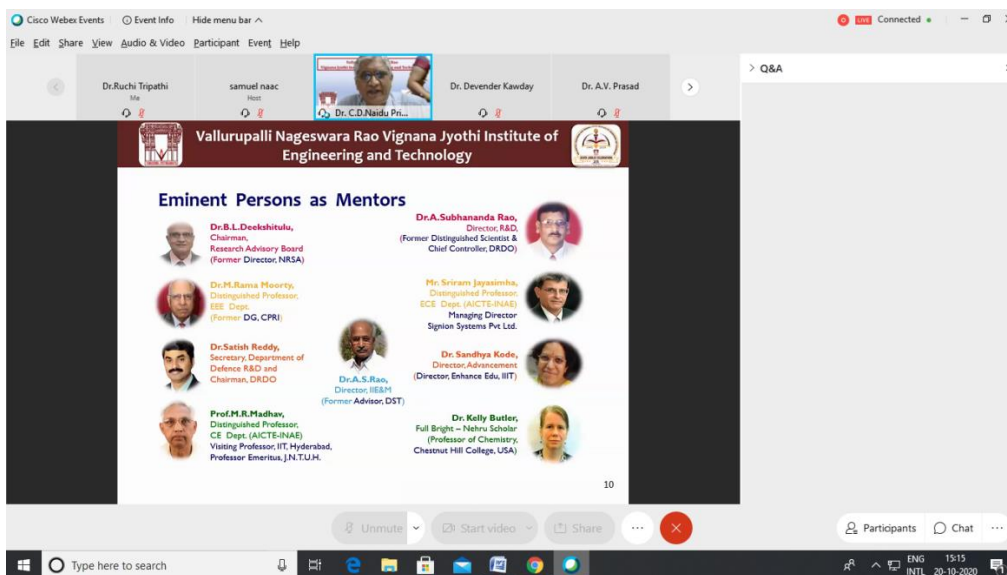 Cisco Webex Events
Event Info
Hide menu bar
LIVE
Connected
File Edit Share View Audio & Video Participant Event Help
Dr.Ruchi Tripathi
Me
samuel naac
Host
Dr. C.D.Naidu Pri...
Dr. Devender Kawday
Dr. A.V. Prasad
Q&A
Vallurupalli Nageswara Rao Vignana Jyothi Institute of
Engineering and Technology
Eminent Persons as Mentors
Dr.B.L.Deekshitulu,
Chairman,
Research Advisory Board
(Former Director, NRSA)
Dr.M.Rama Moorty,
Distinguished Professor,
EEE Dept.
(Former DG, CPRI)
Dr.Satish Reddy,
Secretary, Department of
Defence R&D and
Chairman, DRDO
Prof.M.R.Madhav,
Distinguished Professor,
CE Dept. (AICTE-INAE)
Visiting Professor, IIT, Hyderabad,
Professor Emeritus, J.N.T.U.H.
Dr.A.S.Rao,
Director, IIE&M
(Former Advisor, DST)
Dr.A.Subhananda Rao,
Director, R&D,
(Former Distinguished Scientist &
Chief Controller, DRDO)
Mr. Sriram Jayasimha,
Distinguished Professor,
ECE Dept. (AICTE-INAE)
Managing Director
Signion Systems Pvt Ltd.
Dr. Sandhya Kode,
Director, Advancement
(Director, Enhance Edu, IIIT)
Dr. Kelly Butler,
Full Bright – Nehru Scholar
(Professor of Chemistry,
Chestnut Hill College, USA)
10
Unmute
Start video
Share
Participants
Chat
Type here to search
ENG
INTL
15:15
20-10-2020